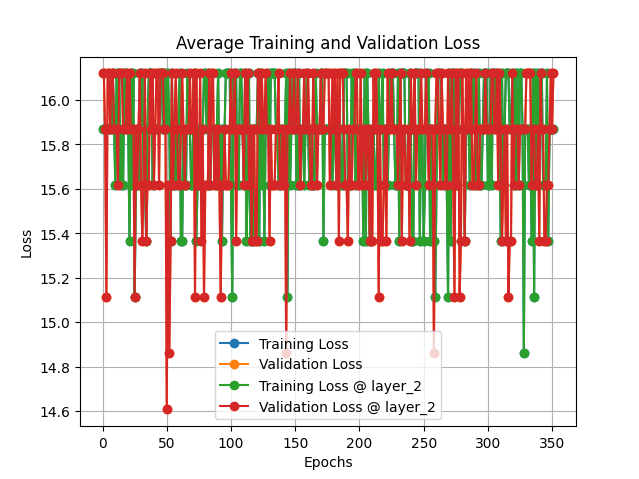 Average Training and Validation Loss
Loss
16.0
15.8
15.6
15.4
15.2
15.0
14.8
14.6
0
50
100
150
200
250
300
350
Epochs
Training Loss
Validation Loss
Training Loss @ layer_2
Validation Loss @ layer_2